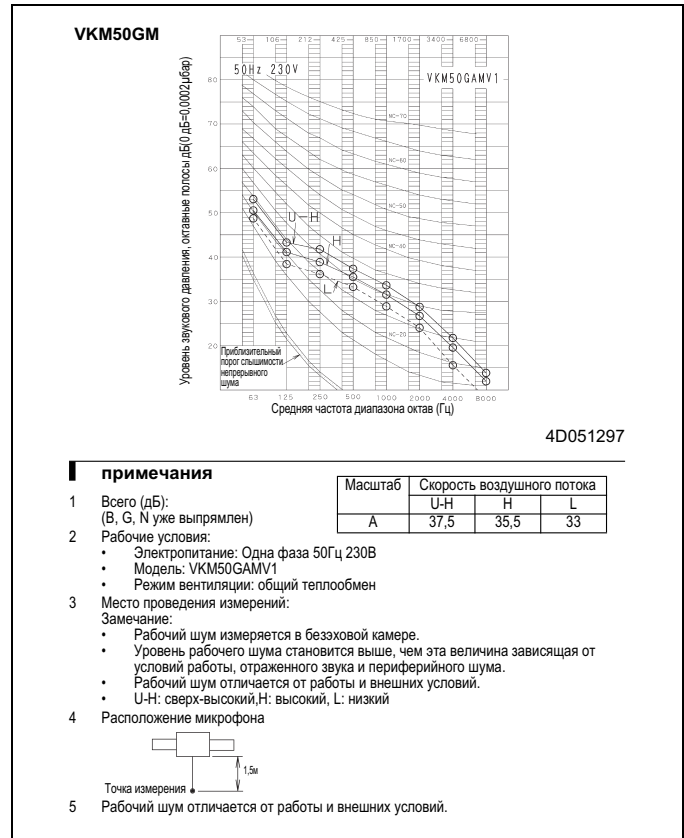 VKM50GM
53 106 212 425 850 1700 3400 6800
50Hz 230V
VKM50GAMV1
Уровень звукового давления, октавные полосы дБ(0 дБ=0,0002μбар)
80
70
60
50
40
30
20
NC-70
NC-60
NC-50
NC-40
NC-20
U-H
H
L
Приблизительный
порог слышимости
непрерывного
шума
63 125 250 500 1000 2000 4000 8000
Средняя частота диапазона октав (Гц)
4D051297
примечания
1 Всего (дБ):
(B, G, N уже выпрямлен)
Масштаб Скорость воздушного потока
U-H H L
A 37,5 35,5 33
2 Рабочие условия:
• Электропитание: Одна фаза 50Гц 230В
• Модель: VKM50GAMV1
• Режим вентиляции: общий теплообмен
3 Место проведения измерений:
Замечание:
• Рабочий шум измеряется в безэховой камере.
• Уровень рабочего шума становится выше, чем эта величина зависящая от
условий работы, отраженного звука и периферийного шума.
• Рабочий шум отличается от работы и внешних условий.
• U-H: сверх-высокий,H: высокий, L: низкий
4 Расположение микрофона
1,5м
Точка измерения
5 Рабочий шум отличается от работы и внешних условий.